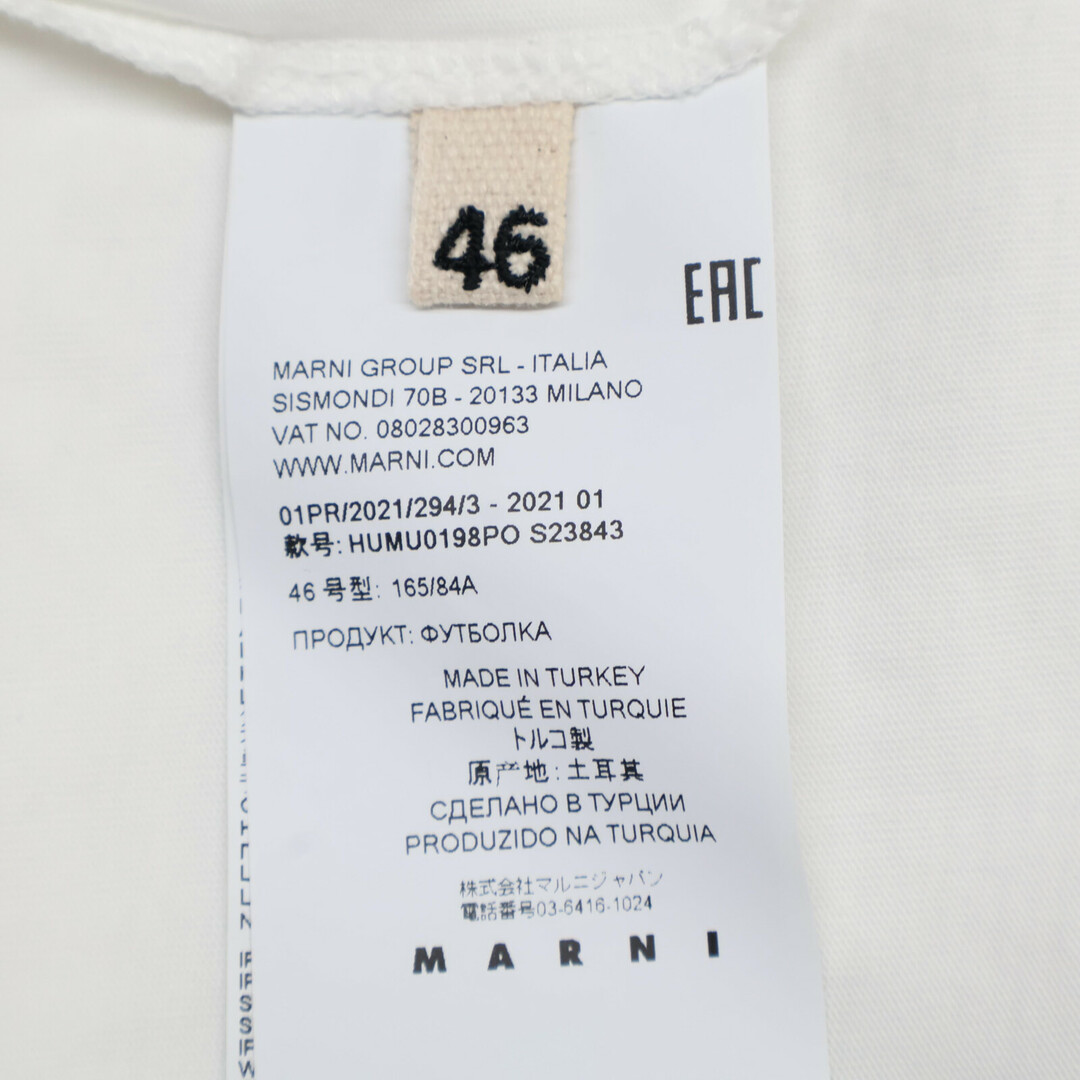 46
EAC
MARNI GROUP SRL - ITALIA
SISMONDI 70B - 20133 MILANO
VAT NO. 08028300963
WWW.MARNI.COM
01PR/2021/294/3 - 2021 01
款号: HUMU0198PO S23843
46 号型: 165/84A
ПРОДУКТ: ФУТБОЛКА
MADE IN TURKEY
FABRIQUÉ EN TURQUIE
トルコ製
原产地: 土耳其
СДЕЛАНО В ТУРЦИИ
PRODUZIDO NA TURQUIA
株式会社マルニジャパン
電話番号03-6416-1024
MARNI